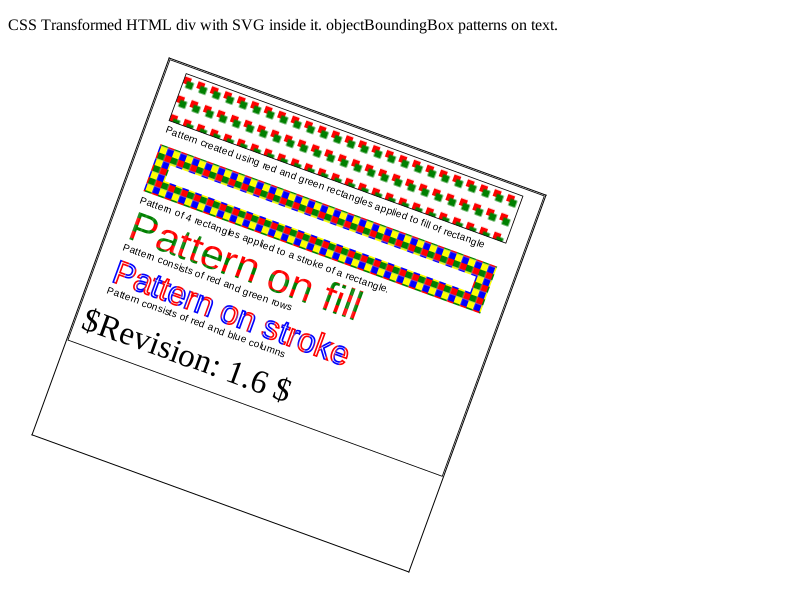 CSS Transformed HTML div with SVG inside it. objectBoundingBox patterns on text.
Pattern created using red and green rectangles applied to fill of rectangle
Pattern of 4 rectangles applied to a stroke of a rectangle.
Pattern on fill
Pattern consists of red and green rows
Pattern on stroke
Pattern consists of red and blue columns
$Revision: 1.6 $